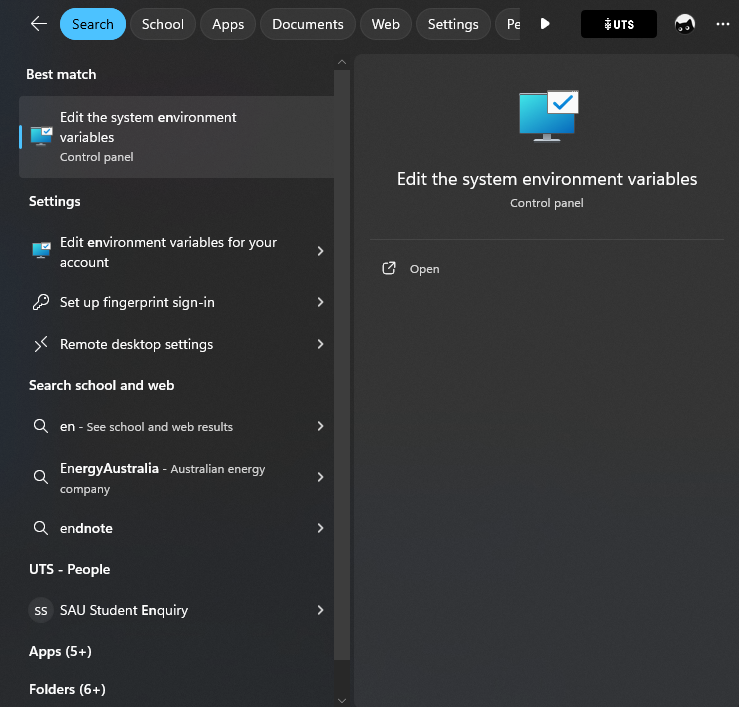 Search School Apps Documents Web Settings Pe UTS
Best match
Edit the system environment
variables
Control panel
Settings
Edit environment variables for your
account
Set up fingerprint sign-in
Remote desktop settings
Search school and web
en - See school and web results
EnergyAustralia - Australian energy
company
endnote
UTS - People
SS SAU Student Enquiry
Apps (5+)
Folders (6+)
Edit the system environment variables
Control panel
Open